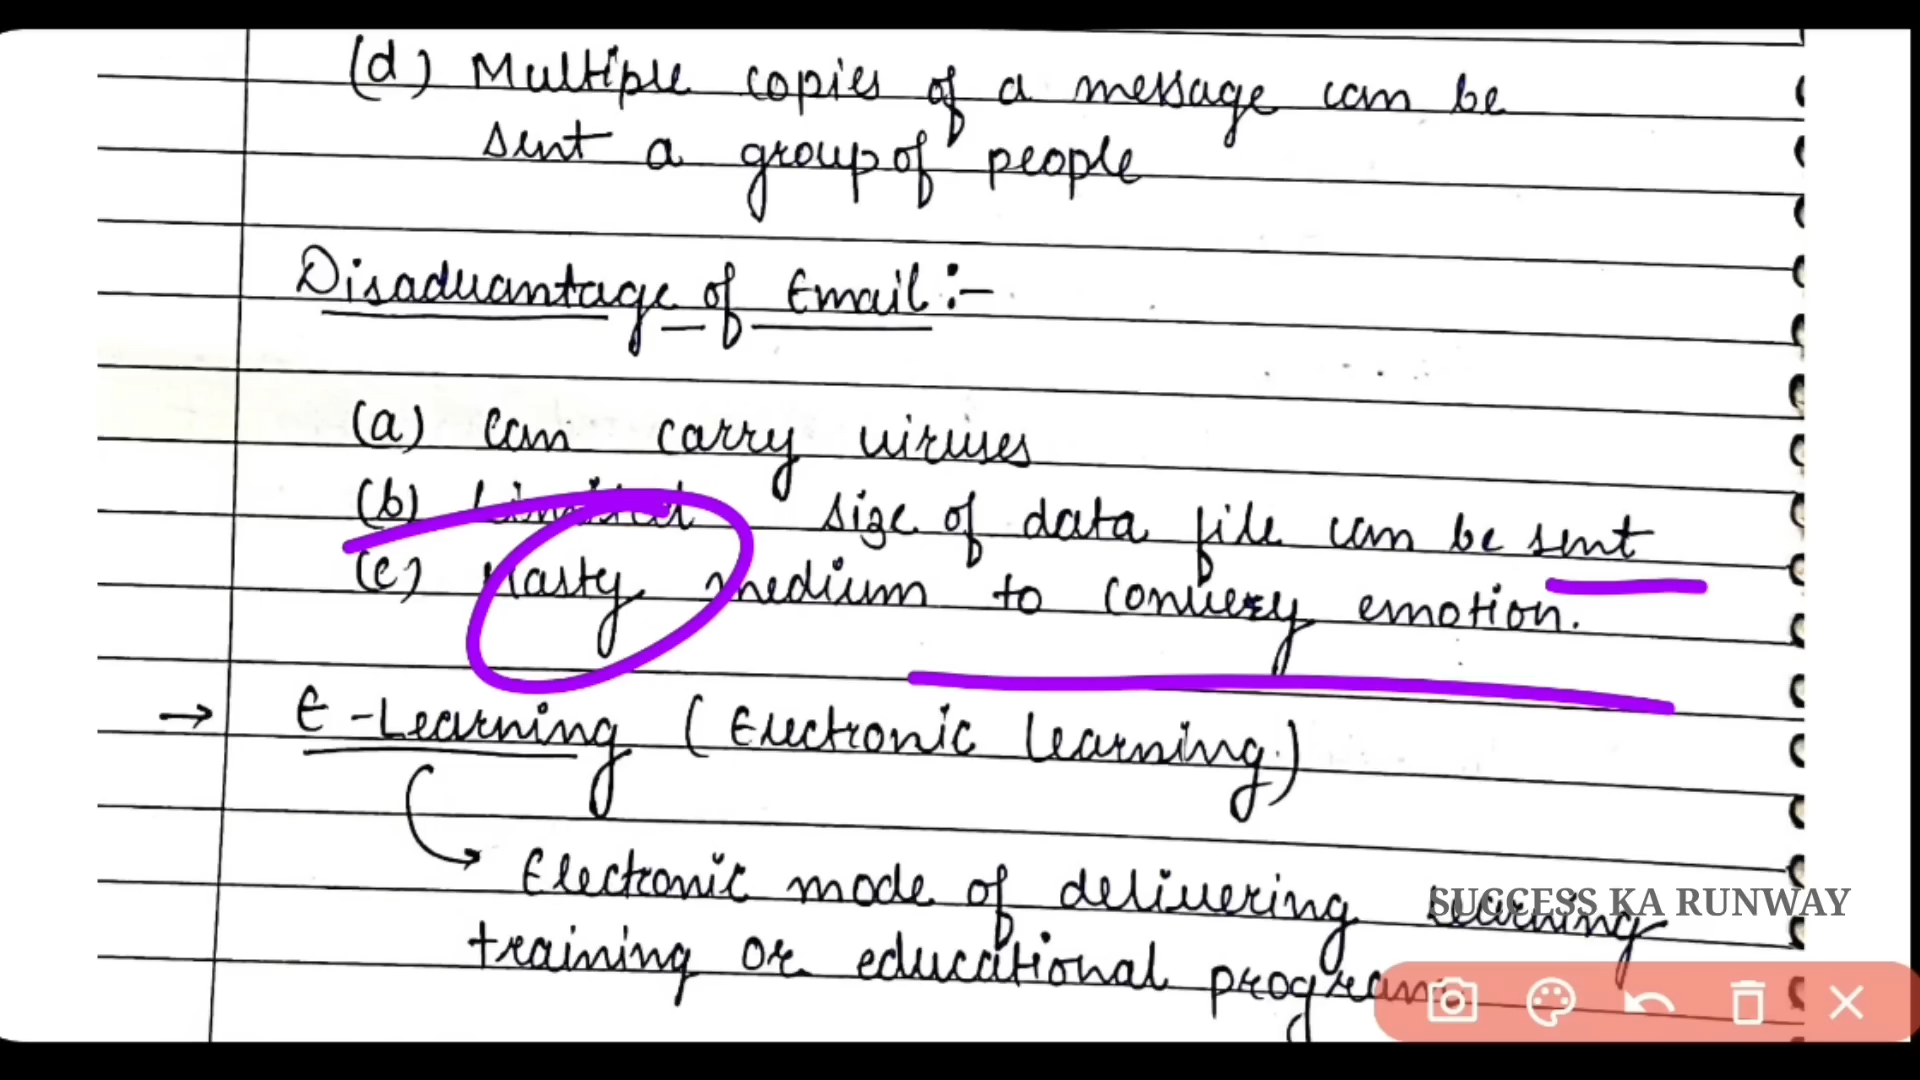 (d) Multiple copies of a message can be
sent a group of people
Disadvantage of Email :-
(a) Can carry viruses
(b) Limited size of data file can be sent
(c) Nasty medium to convey emotion.
→ E-Learning (Electronic learning)
Electronic mode of delivering learning
SUCCESS KA RUNWAY
training or educational program